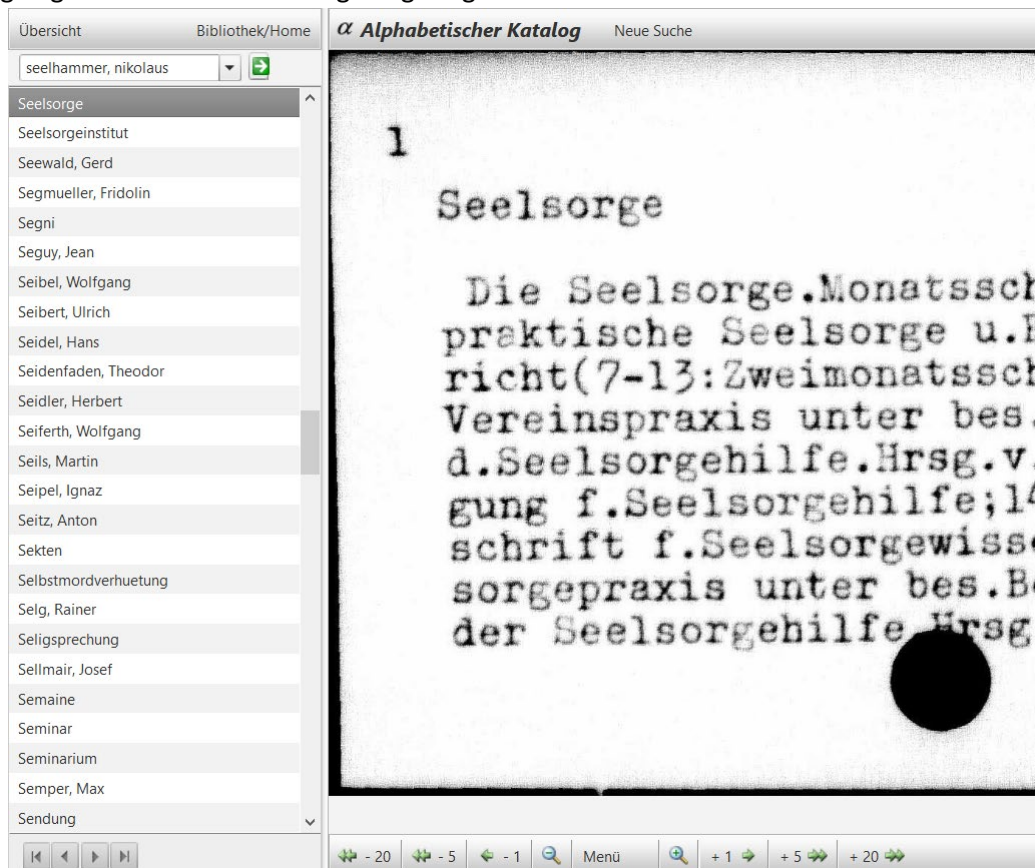 Übersicht Bibliothek/Home
seelhammer, nikolaus
Seelsorge
Seelsorgeinstitut
Seewald, Gerd
Segmueller, Fridolin
Segni
Seguy, Jean
Seibel, Wolfgang
Seibert, Ulrich
Seidel, Hans
Seidenfaden, Theodor
Seidler, Herbert
Seiferth, Wolfgang
Seils, Martin
Seipel, Ignaz
Seitz, Anton
Sekten
Selbstmordverhuetung
Selg, Rainer
Seligsprechung
Sellmair, Josef
Semaine
Seminar
Seminarium
Semper, Max
Sendung
α Alphabetischer Katalog Neue Suche
1
Seelsorge
Die Seelsorge.Monatssch
praktische Seelsorge u.
richt(7-13:Zweimonatssch
Vereinspraxis unter bes.
d.Seelsorgehilfe.Hrsg.v.
gung f.Seelsorgehilfe;14
schrift f.Seelsorgewisse
sorgepraxis unter bes.Be
der Seelsorgehilfe.Hrsg
- 20 - 5 - 1 Menü + 1 + 5 + 20